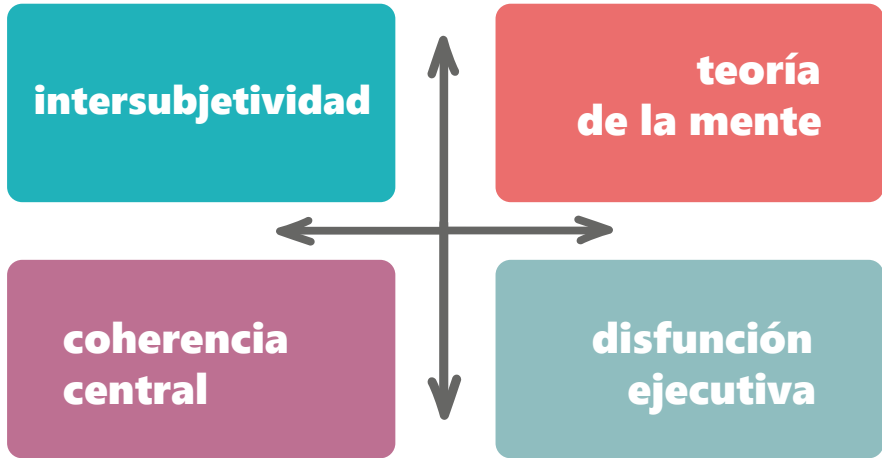 intersubjetividad
teoría
de la mente
coherencia
central
disfunción
ejecutiva